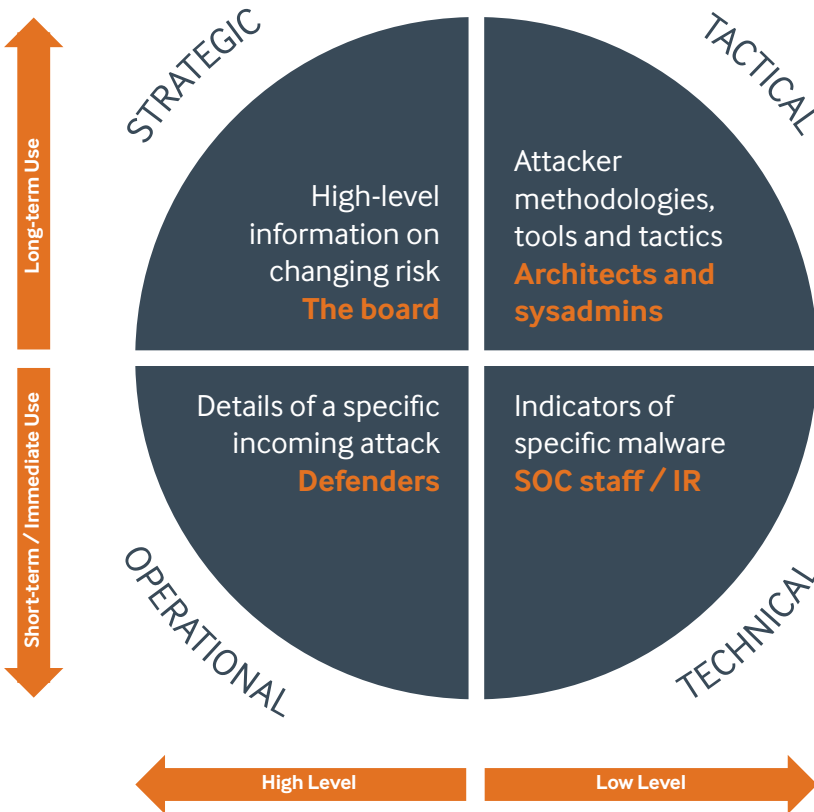 STRATEGIC
TACTICAL
Long-term Use
High-level
information on
changing risk
The board
Attacker
methodologies,
tools and tactics
Architects and
sysadmins
Short-term / Immediate Use
Details of a specific
incoming attack
Defenders
Indicators of
specific malware
SOC staff / IR
OPERATIONAL
TECHNICAL
High Level
Low Level